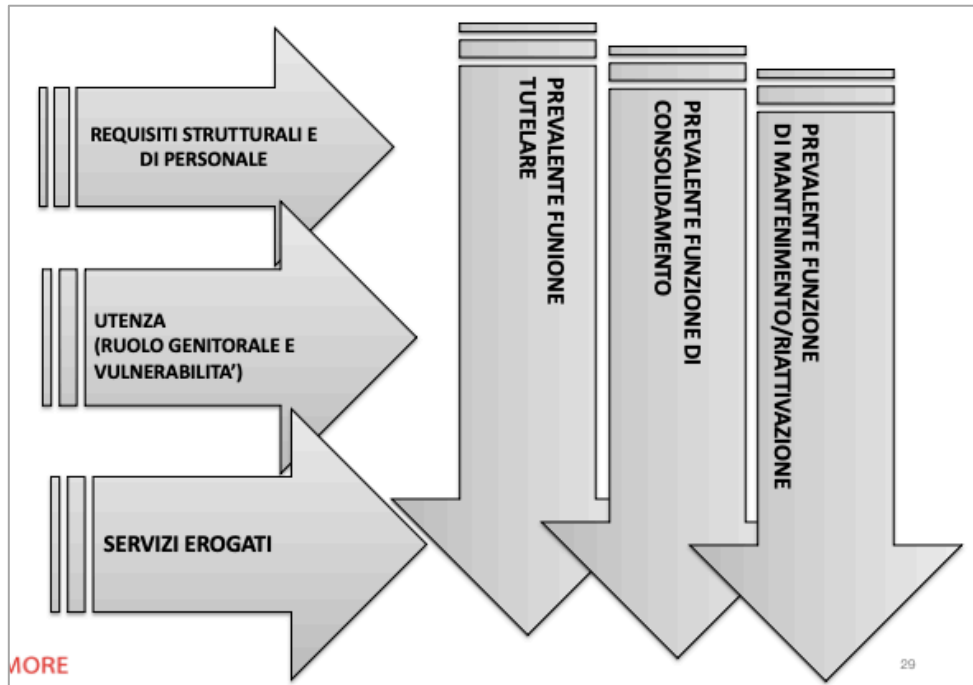 REQUISITI STRUTTURALI E
DI PERSONALE
UTENZA
(RUOLO GENITORALE E
VULNERABILITA’)
SERVIZI EROGATI
PREVALENTE FUNIONE
TUTELARE
PREVALENTE FUNZIONE DI
CONSOLIDAMENTO
PREVALENTE FUNZIONE
DI MANTENIMENTO/RIATTIVAZIONE
MORE
29